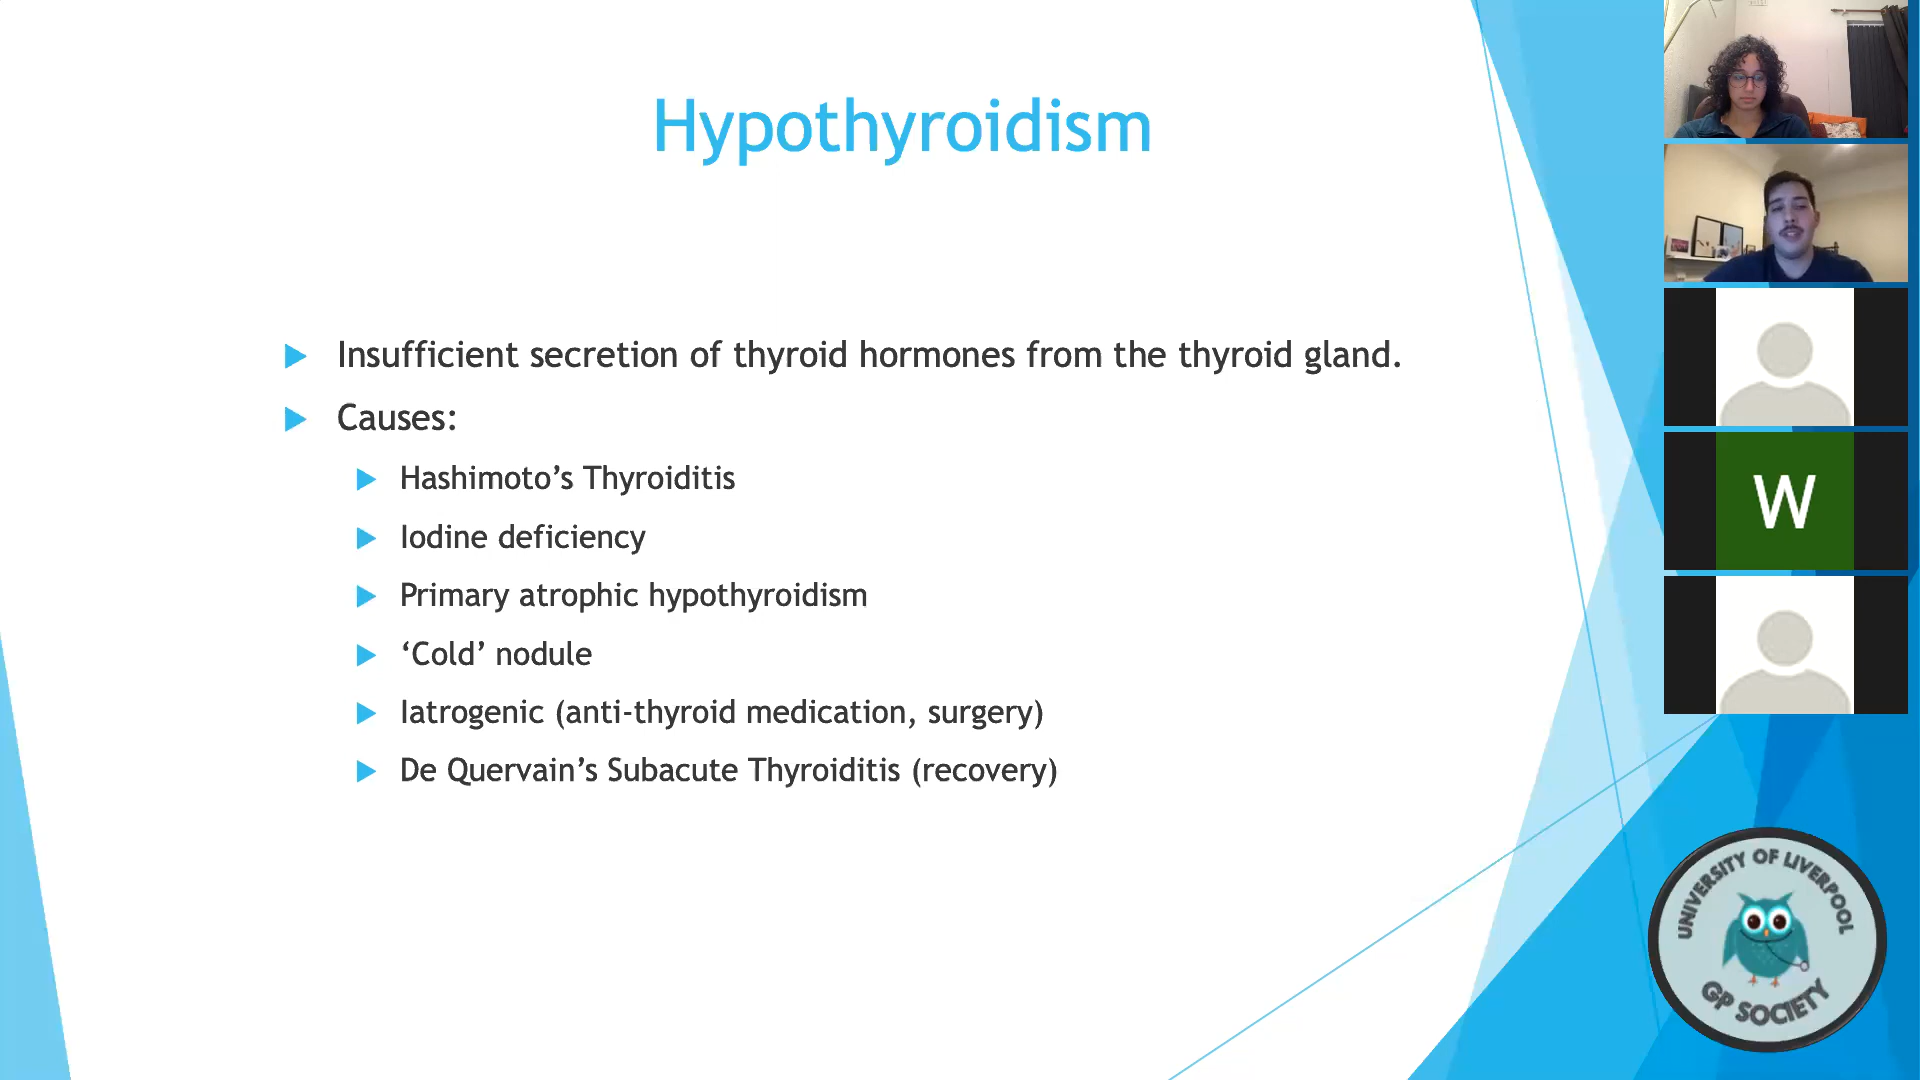 Hypothyroidism
Insufficient secretion of thyroid hormones from the thyroid gland.
Causes:
Hashimoto’s Thyroiditis
Iodine deficiency
Primary atrophic hypothyroidism
‘Cold’ nodule
Iatrogenic (anti-thyroid medication, surgery)
De Quervain’s Subacute Thyroiditis (recovery)
W
UNIVERSITY OF LIVERPOOL
GP SOCIETY